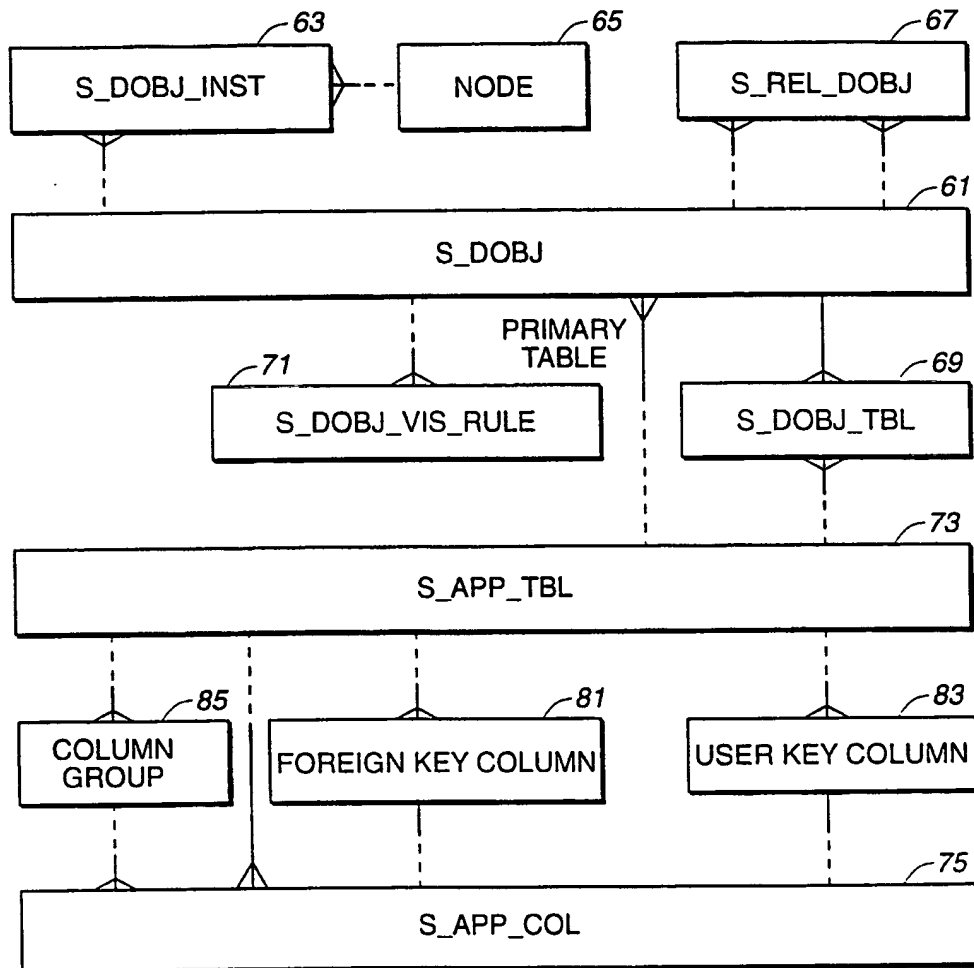 63
65
67
S_DOBJ_INST
NODE
S_REL_DOBJ
61
S_DOBJ
PRIMARY
TABLE
71
69
S_DOBJ_VIS_RULE
S_DOBJ_TBL
73
S_APP_TBL
85
81
83
COLUMN
GROUP
FOREIGN KEY COLUMN
USER KEY COLUMN
75
S_APP_COL